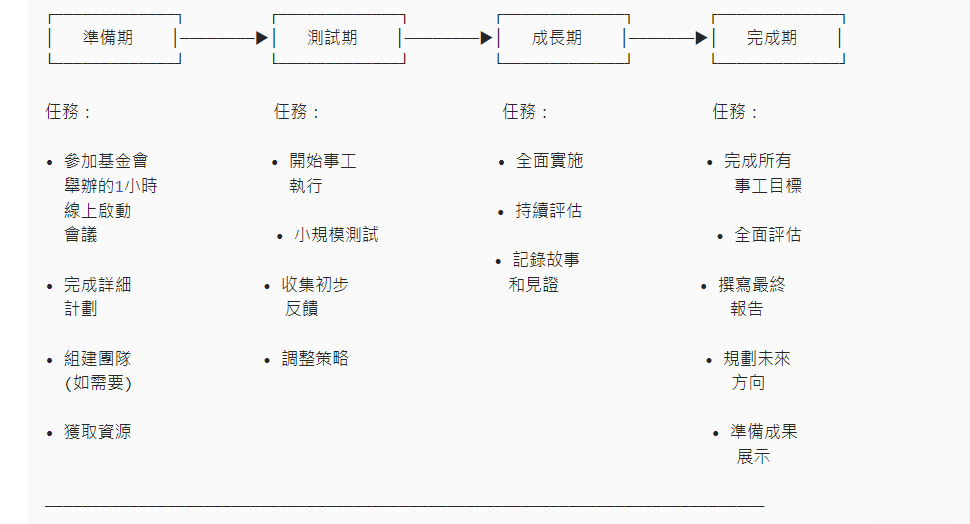 準備期
測試期
成長期
完成期
任務：
• 參加基金會
舉辦的1小時
線上啟動
會議
• 完成詳細
計劃
• 組建團隊
(如需要)
• 獲取資源
任務：
• 開始事工
執行
• 小規模測試
• 收集初步
反饋
• 調整策略
任務：
• 全面實施
• 持續評估
• 記錄故事
和見證
任務：
• 完成所有
事工目標
• 全面評估
• 撰寫最終
報告
• 規劃未來
方向
• 準備成果
展示